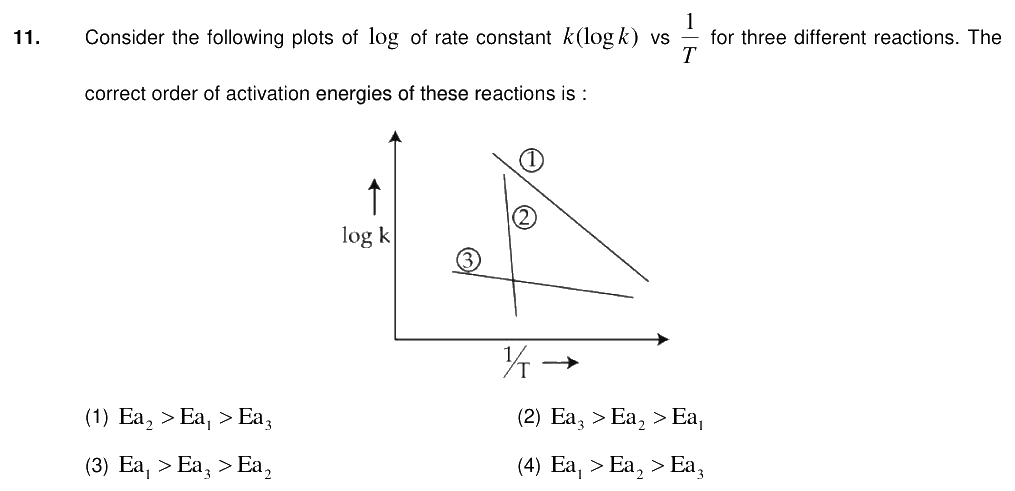 11. Consider the following plots of log of rate constant k(log k) vs 1/T for three different reactions. The
correct order of activation energies of these reactions is :
①
②
log k
③
1/T
(1) Ea₂ > Ea₁ > Ea₃ (2) Ea₃ > Ea₂ > Ea₁
(3) Ea₁ > Ea₃ > Ea₂ (4) Ea₁ > Ea₂ > Ea₃